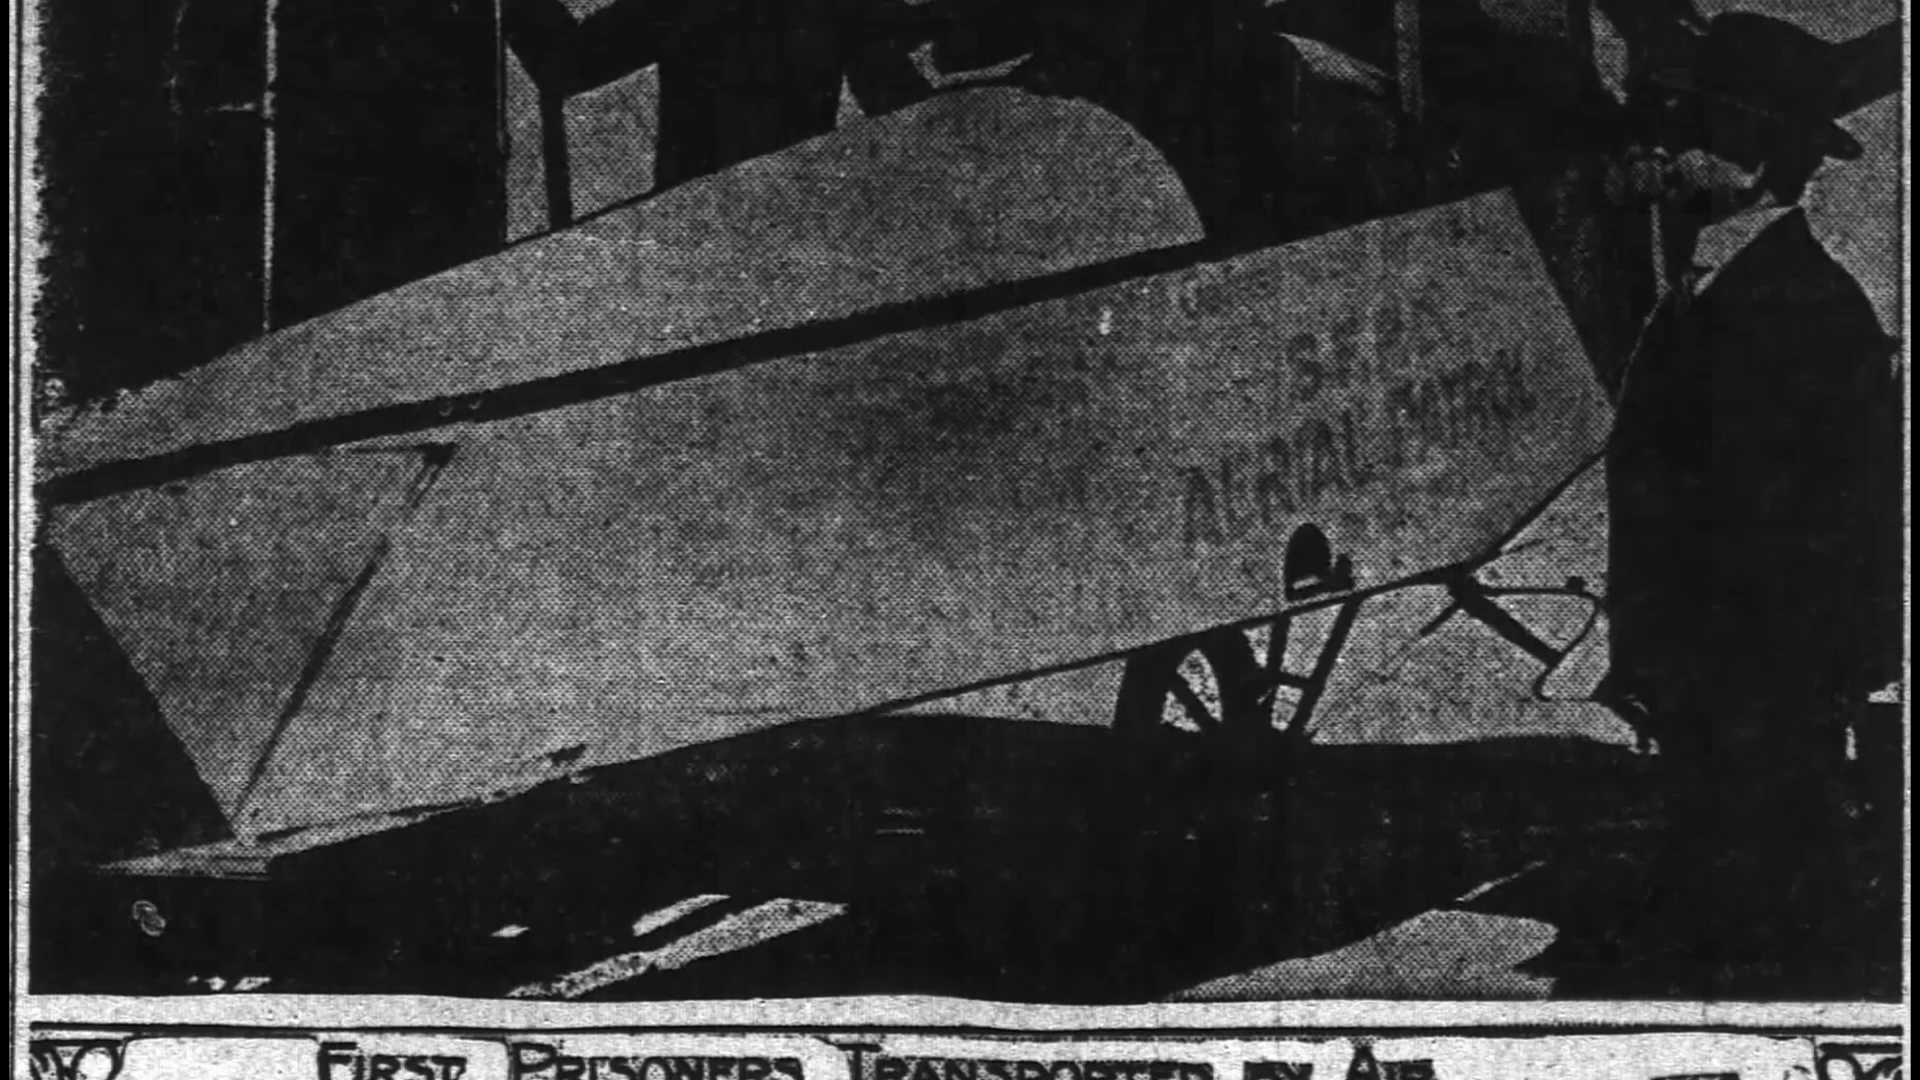 S.F.P.D.
AERIAL PATROL
FIRST PRISONERS TRANSPORTED BY AIR